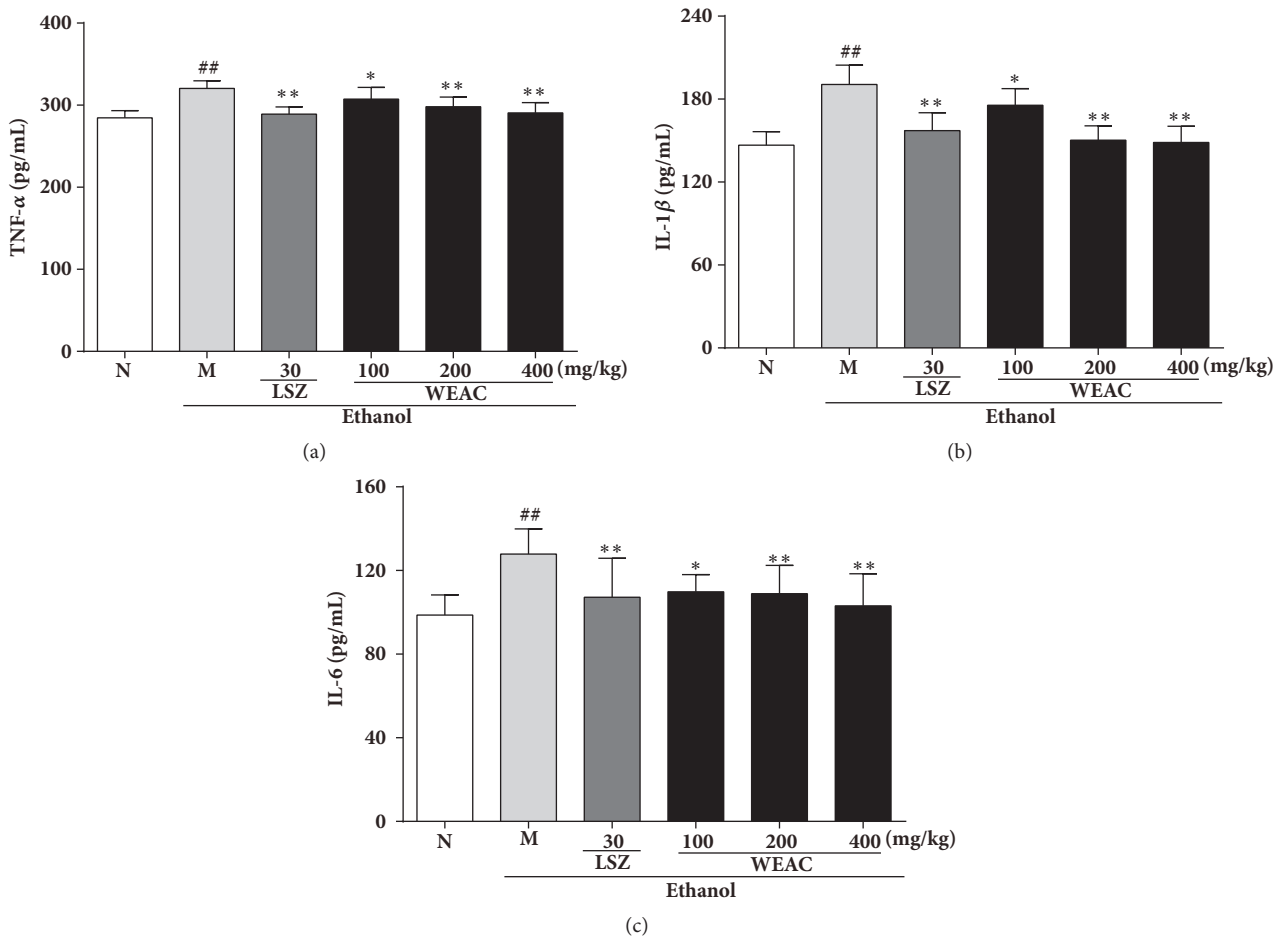 400
300
200
100
0
TNF-α (pg/mL)
##
**
*
**
**
N M 30 100 200 400 (mg/kg)
LSZ WEAC
Ethanol
(a)
240
180
120
60
0
IL-1β (pg/mL)
##
**
*
**
**
N M 30 100 200 400 (mg/kg)
LSZ WEAC
Ethanol
(b)
160
120
80
40
0
IL-6 (pg/mL)
##
**
*
**
**
N M 30 100 200 400 (mg/kg)
LSZ WEAC
Ethanol
(c)